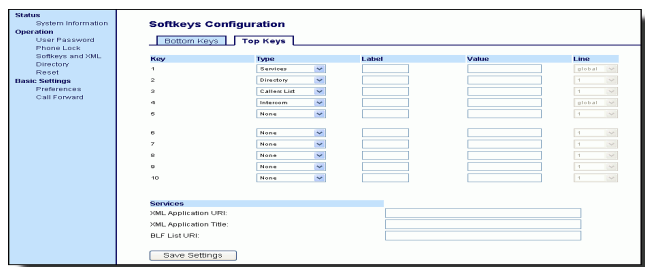 Status
System Information
Operation
User Password
Phone Lock
Softkeys and XML
Directory
Reset
Basic Settings
Preferences
Call Forward
Softkeys Configuration
Bottom Keys Top Keys
Key Type Label Value Line
1 Services global
2 Directory 1
3 Callers List 1
4 Intercom global
5 None 1
6 None 1
7 None 1
8 None 1
9 None 1
10 None 1
Services
XML Application URI:
XML Application Title:
BLF List URI:
Save Settings